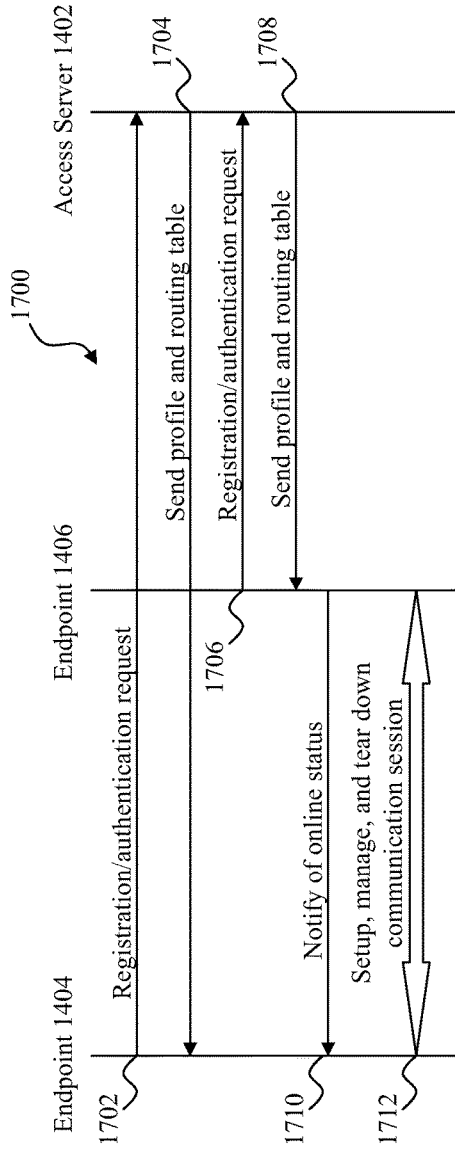 1700
Endpoint 1404
Endpoint 1406
Access Server 1402
1702
Registration/authentication request
1704
Send profile and routing table
1706
Registration/authentication request
1708
Send profile and routing table
1710
Notify of online status
1712
Setup, manage, and tear down
communication session